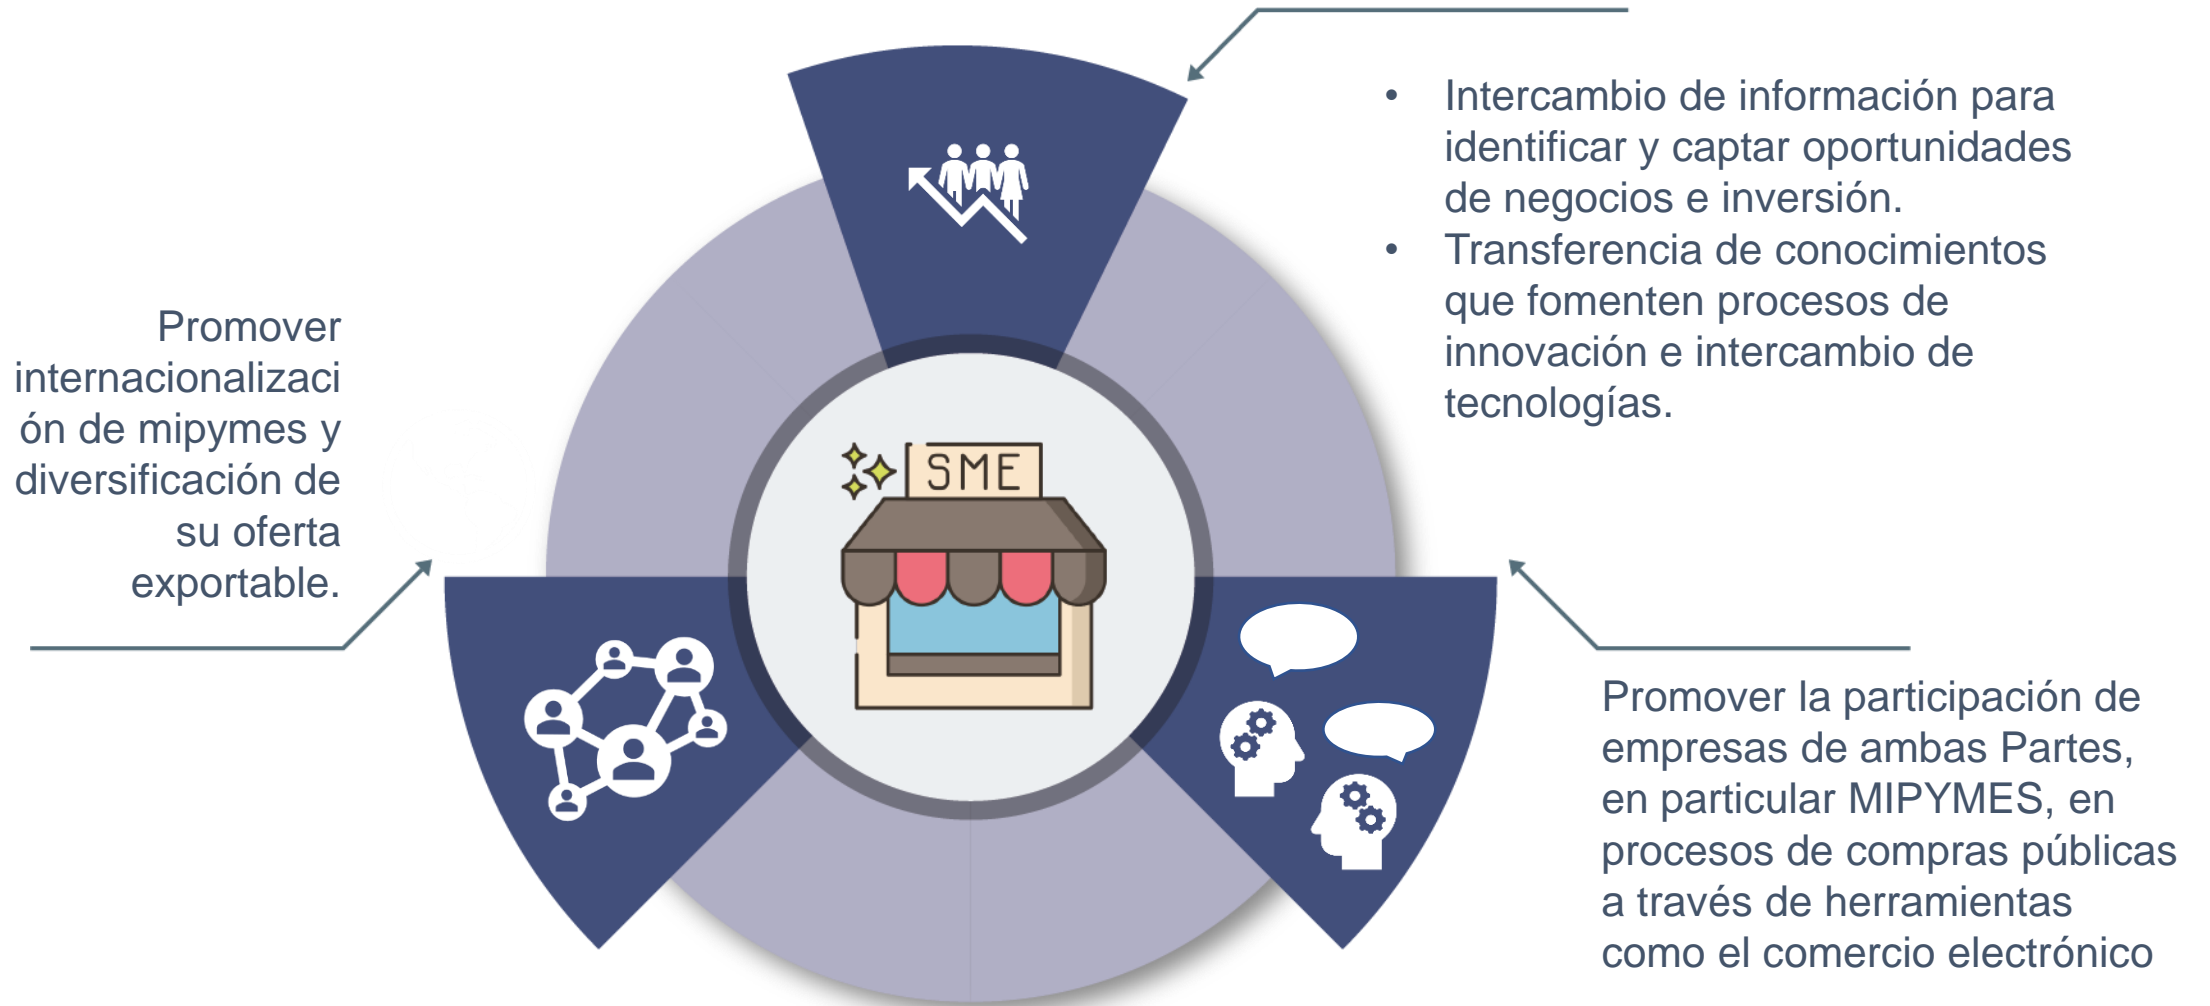 Promover
internacionalizaci
ón de mipymes y
diversificación de
su oferta
exportable.
SME
• Intercambio de información para
identificar y captar oportunidades
de negocios e inversión.
• Transferencia de conocimientos
que fomenten procesos de
innovación e intercambio de
tecnologías.
Promover la participación de
empresas de ambas Partes,
en particular MIPYMES, en
procesos de compras públicas
a través de herramientas
como el comercio electrónico